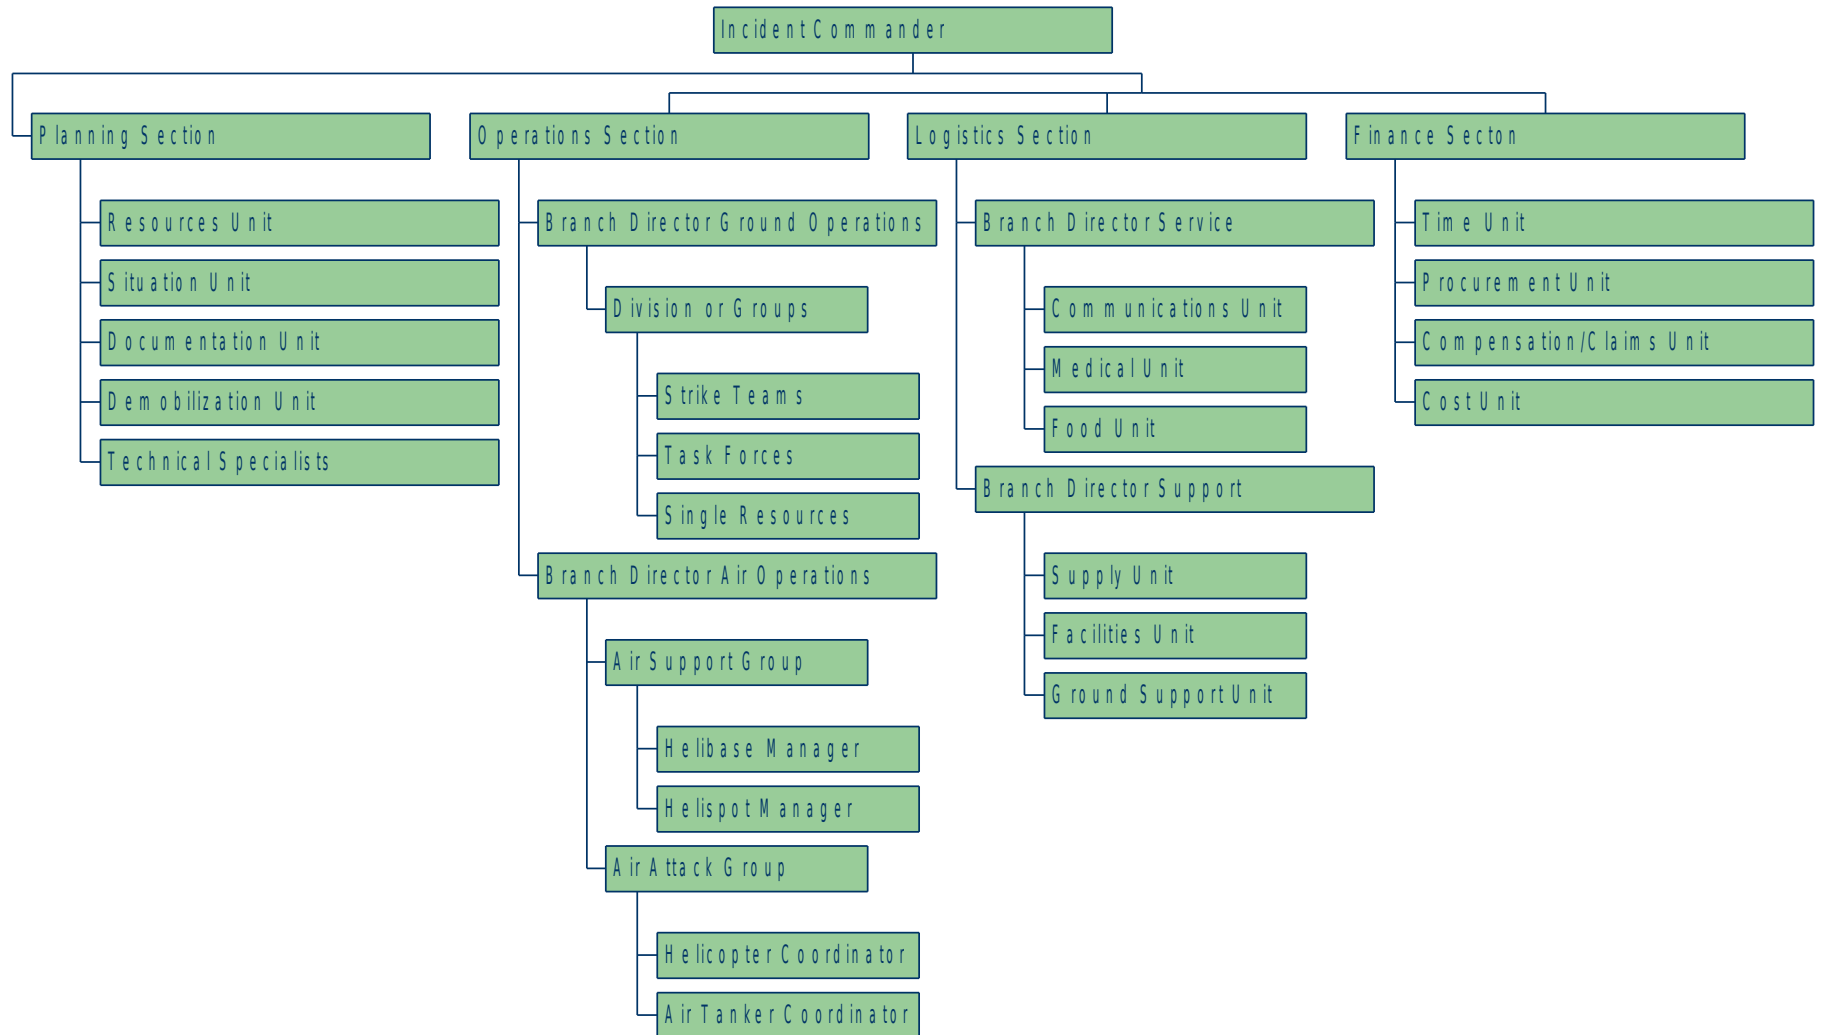 Incident Commander
Planning Section
Resources Unit
Situation Unit
Documentation Unit
Demobilization Unit
Technical Specialists
Operations Section
Branch Director Ground Operations
Division or Groups
Strike Teams
Task Forces
Single Resources
Branch Director Air Operations
Air Support Group
Helibase Manager
Helispot Manager
Air Attack Group
Helicopter Coordinator
Air Tanker Coordinator
Logistics Section
Branch Director Service
Communications Unit
Medical Unit
Food Unit
Branch Director Support
Supply Unit
Facilities Unit
Ground Support Unit
Finance Secton
Time Unit
Procurement Unit
Compensation/Claims Unit
Cost Unit